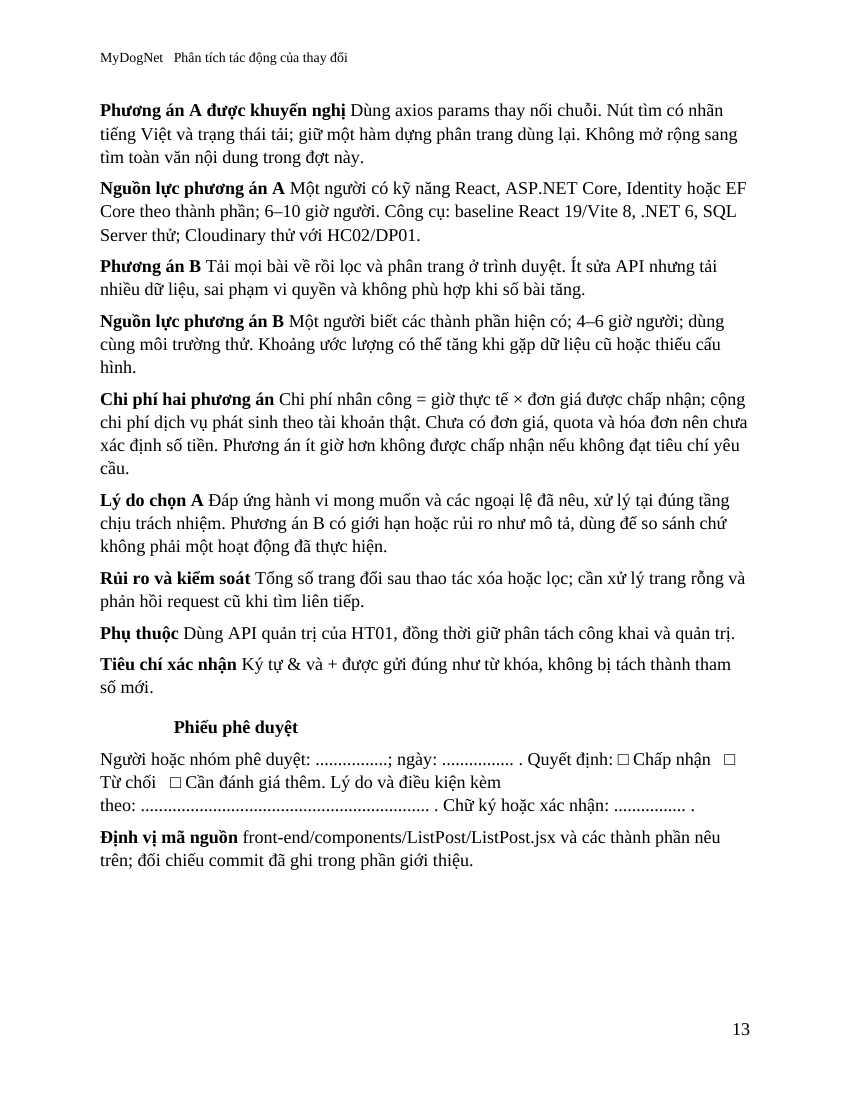 MyDogNet   Phân tích tác động của thay đổi
Phương án A được khuyến nghị Dùng axios params thay nối chuỗi. Nút tìm có nhãn
tiếng Việt và trạng thái tải; giữ một hàm dựng phân trang dùng lại. Không mở rộng sang
tìm toàn văn nội dung trong đợt này.
Nguồn lực phương án A Một người có kỹ năng React, ASP.NET Core, Identity hoặc EF
Core theo thành phần; 6–10 giờ người. Công cụ: baseline React 19/Vite 8, .NET 6, SQL
Server thử; Cloudinary thử với HC02/DP01.
Phương án B Tải mọi bài về rồi lọc và phân trang ở trình duyệt. Ít sửa API nhưng tải
nhiều dữ liệu, sai phạm vi quyền và không phù hợp khi số bài tăng.
Nguồn lực phương án B Một người biết các thành phần hiện có; 4–6 giờ người; dùng
cùng môi trường thử. Khoảng ước lượng có thể tăng khi gặp dữ liệu cũ hoặc thiếu cấu
hình.
Chi phí hai phương án Chi phí nhân công = giờ thực tế × đơn giá được chấp nhận; cộng
chi phí dịch vụ phát sinh theo tài khoản thật. Chưa có đơn giá, quota và hóa đơn nên chưa
xác định số tiền. Phương án ít giờ hơn không được chấp nhận nếu không đạt tiêu chí yêu
cầu.
Lý do chọn A Đáp ứng hành vi mong muốn và các ngoại lệ đã nêu, xử lý tại đúng tầng
chịu trách nhiệm. Phương án B có giới hạn hoặc rủi ro như mô tả, dùng để so sánh chứ
không phải một hoạt động đã thực hiện.
Rủi ro và kiểm soát Tổng số trang đổi sau thao tác xóa hoặc lọc; cần xử lý trang rỗng và
phản hồi request cũ khi tìm liên tiếp.
Phụ thuộc Dùng API quản trị của HT01, đồng thời giữ phân tách công khai và quản trị.
Tiêu chí xác nhận Ký tự & và + được gửi đúng như từ khóa, không bị tách thành tham
số mới.
Phiếu phê duyệt
Người hoặc nhóm phê duyệt: ................; ngày: ................ . Quyết định: □ Chấp nhận   □
Từ chối   □ Cần đánh giá thêm. Lý do và điều kiện kèm
theo: ................................................................ . Chữ ký hoặc xác nhận: ................ .
Định vị mã nguồn front-end/components/ListPost/ListPost.jsx và các thành phần nêu
trên; đối chiếu commit đã ghi trong phần giới thiệu.
13